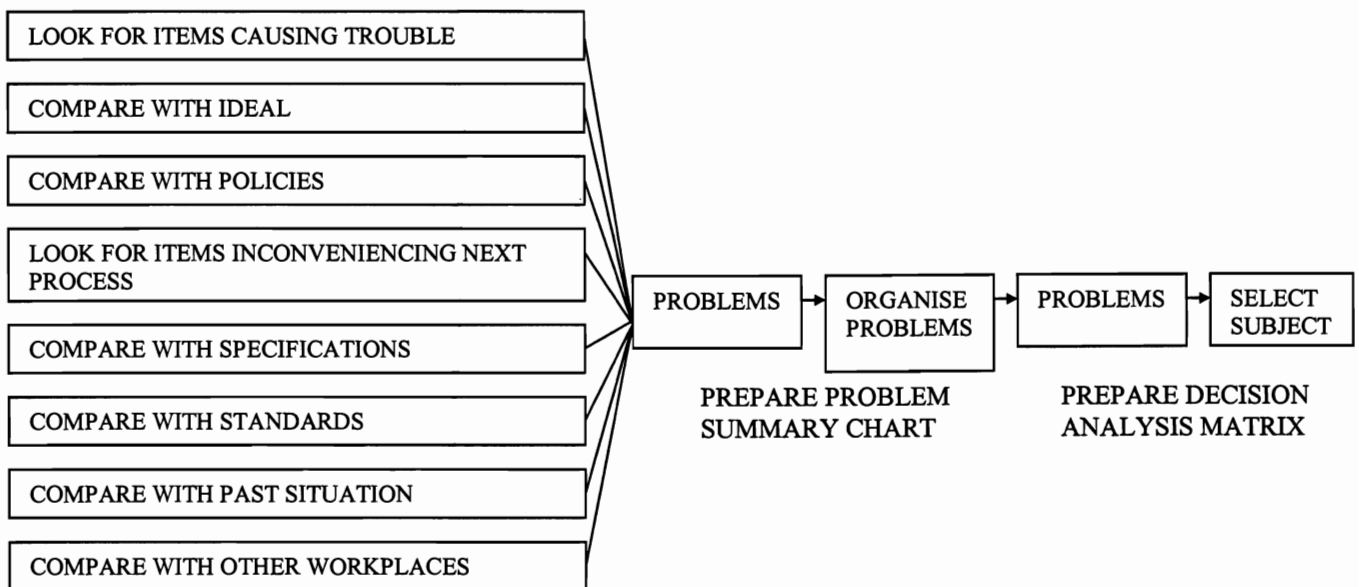 LOOK FOR ITEMS CAUSING TROUBLE
COMPARE WITH IDEAL
COMPARE WITH POLICIES
LOOK FOR ITEMS INCONVENIENCING NEXT
PROCESS
COMPARE WITH SPECIFICATIONS
COMPARE WITH STANDARDS
COMPARE WITH PAST SITUATION
COMPARE WITH OTHER WORKPLACES
PROBLEMS
ORGANISE
PROBLEMS
PROBLEMS
SELECT
SUBJECT
PREPARE PROBLEM
SUMMARY CHART
PREPARE DECISION
ANALYSIS MATRIX